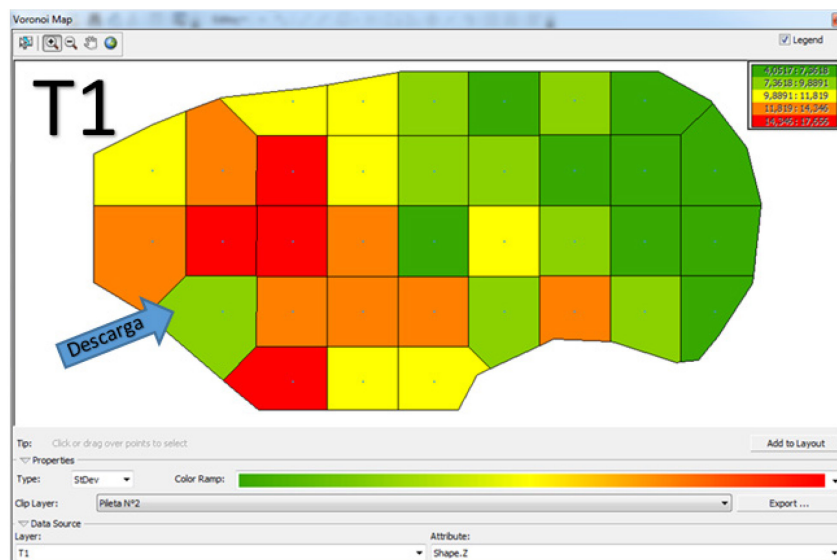 Voronoi Map
Legend
T1
4,0517 : 7,3618
7,3618 : 9,8891
9,8891 : 11,819
11,819 : 14,346
14,346 : 17,656
Descarga
Tip: Click or drag over points to select
Add to Layout
Properties
Type: StDev Color Ramp:
Clip Layer: Pileta N°2 Export ...
Data Source
Layer: Attribute:
T1 Shape.Z